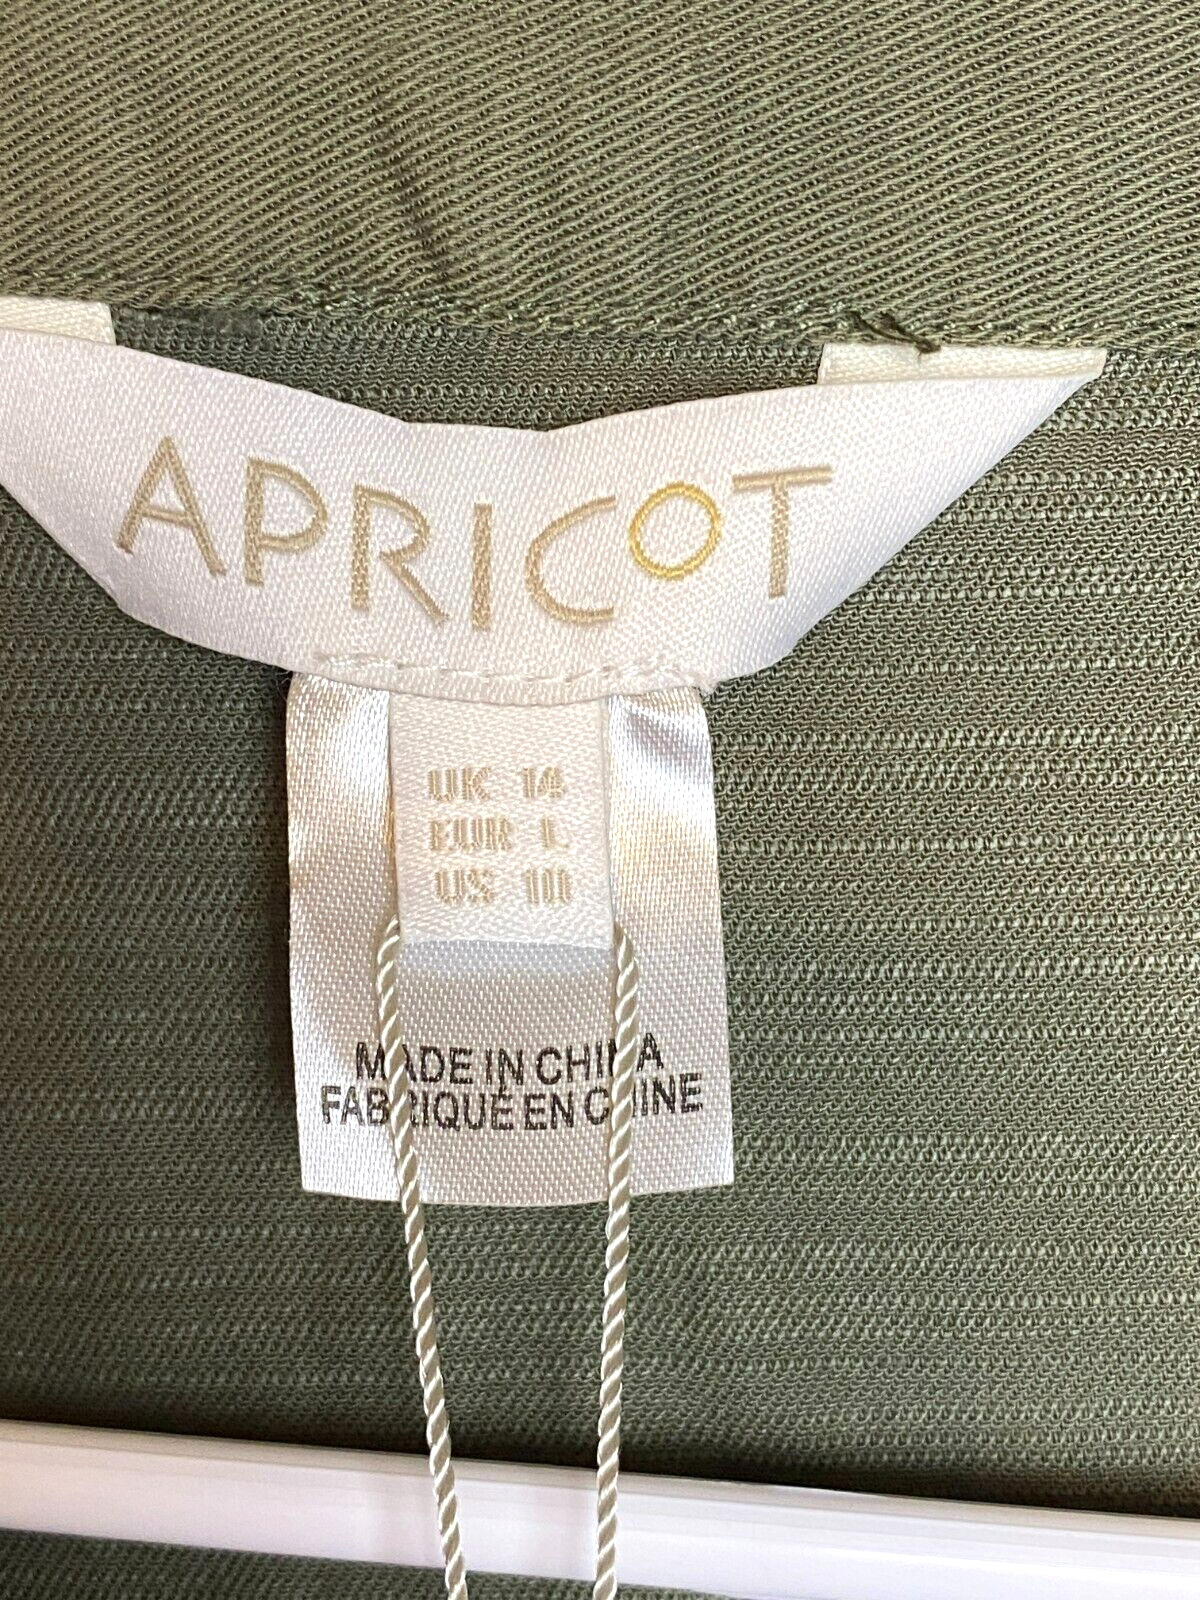 APRICOT
UK 14
EUR L
US 10
MADE IN CHINA
FABRIQUÉ EN CHINE